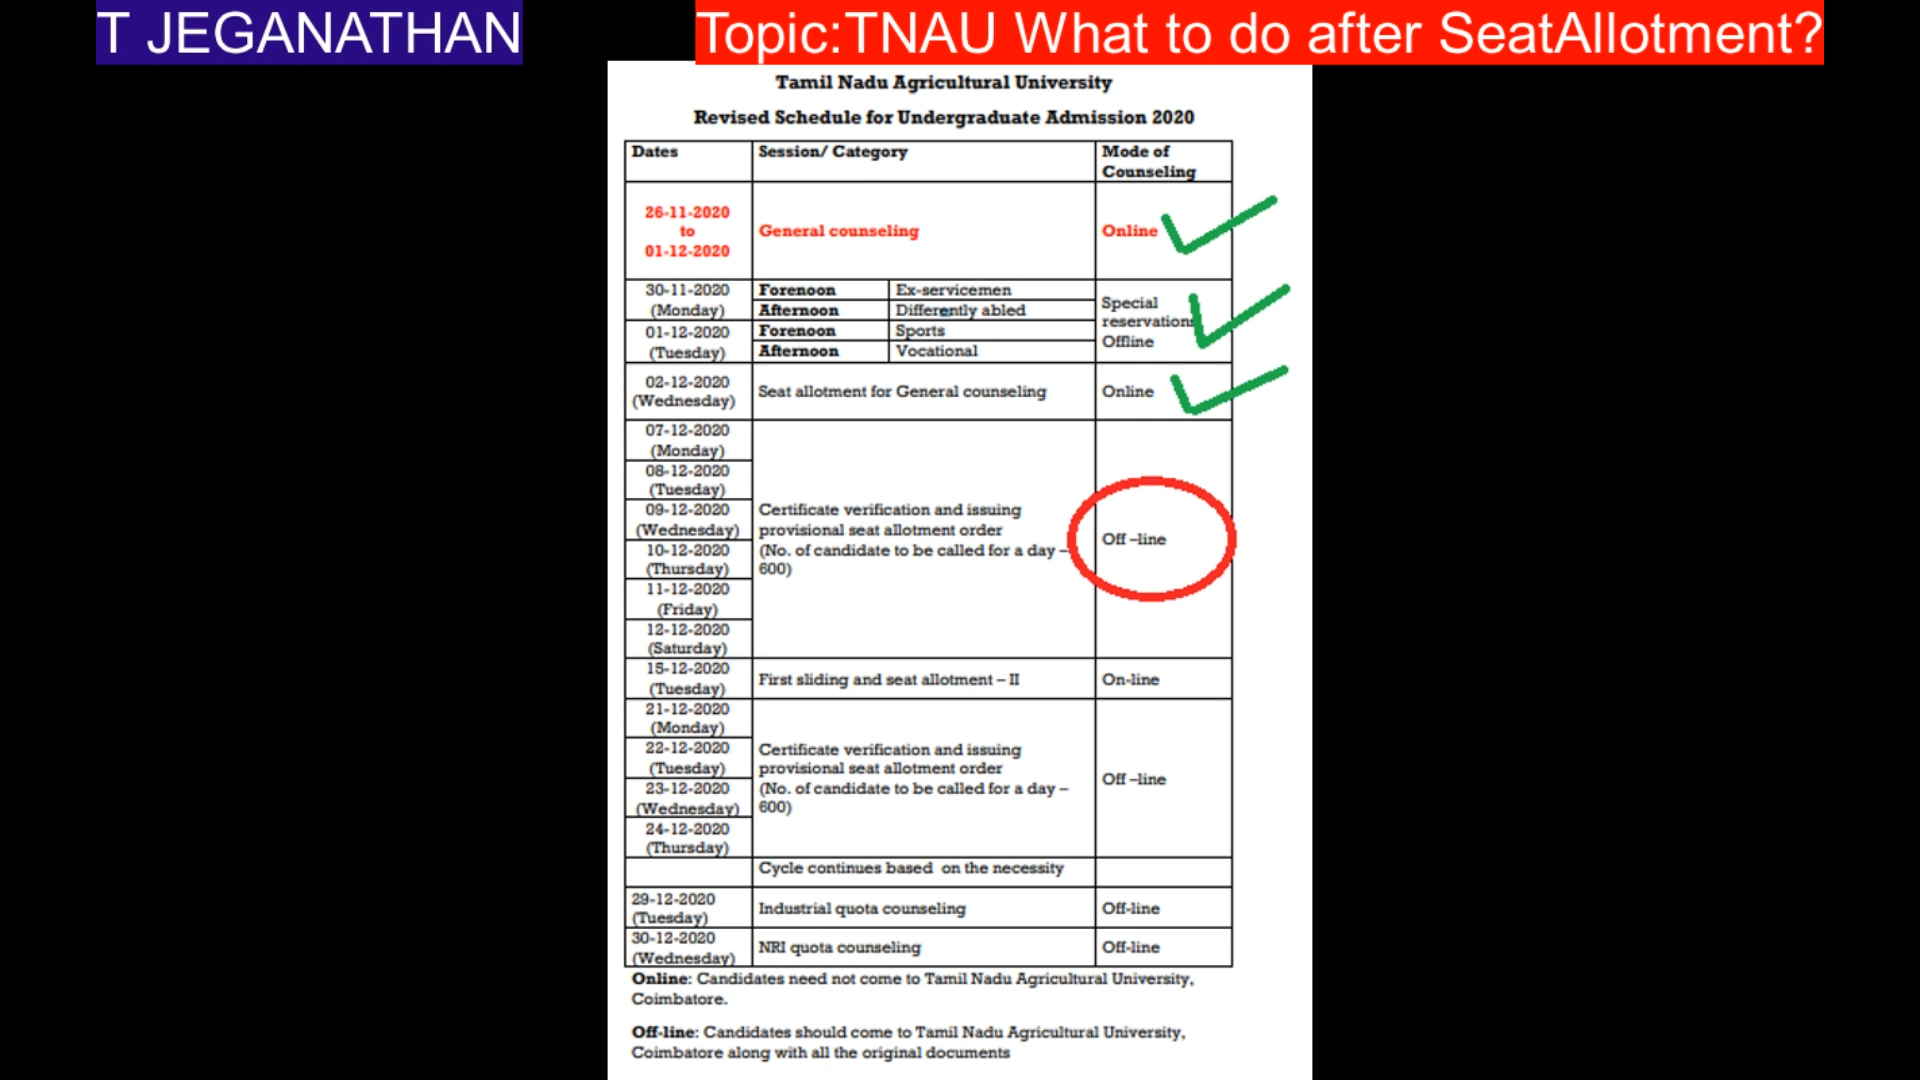 T JEGANATHAN
Topic:TNAU What to do after SeatAllotment?
Tamil Nadu Agricultural University
Revised Schedule for Undergraduate Admission 2020
Dates Session/ Category Mode of
Counseling
26-11-2020
to
01-12-2020
General counseling
Online
30-11-2020
(Monday)
Forenoon Ex-servicemen
Afternoon Differently abled
01-12-2020
(Tuesday)
Forenoon Sports
Afternoon Vocational
Special
reservations
Offline
02-12-2020
(Wednesday)
Seat allotment for General counseling
Online
07-12-2020
(Monday)
08-12-2020
(Tuesday)
09-12-2020
(Wednesday)
10-12-2020
(Thursday)
11-12-2020
(Friday)
12-12-2020
(Saturday)
Certificate verification and issuing
provisional seat allotment order
(No. of candidate to be called for a day –
600)
Off –line
15-12-2020
(Tuesday)
First sliding and seat allotment – II
On-line
21-12-2020
(Monday)
22-12-2020
(Tuesday)
23-12-2020
(Wednesday)
24-12-2020
(Thursday)
Certificate verification and issuing
provisional seat allotment order
(No. of candidate to be called for a day –
600)
Off –line
Cycle continues based on the necessity
29-12-2020
(Tuesday)
Industrial quota counseling
Off-line
30-12-2020
(Wednesday)
NRI quota counseling
Off-line
Online: Candidates need not come to Tamil Nadu Agricultural University,
Coimbatore.
Off-line: Candidates should come to Tamil Nadu Agricultural University,
Coimbatore along with all the original documents